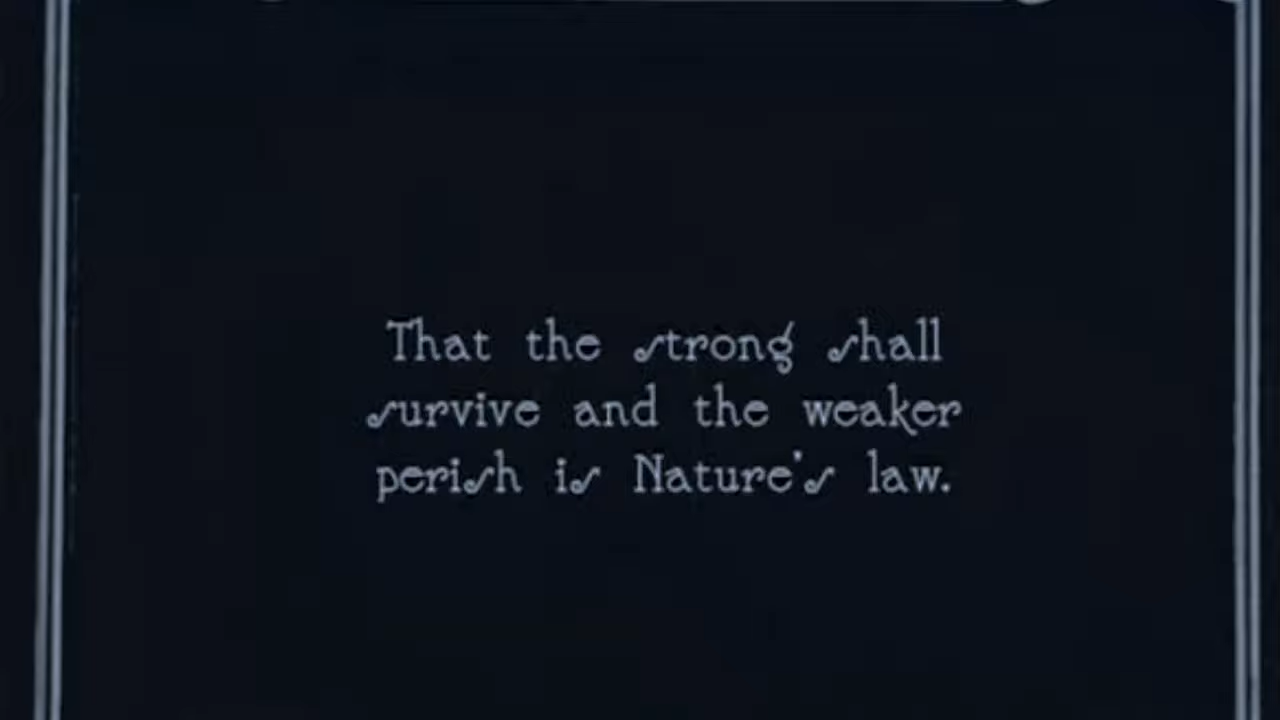 That the strong shall
survive and the weaker
perish is Nature's law.